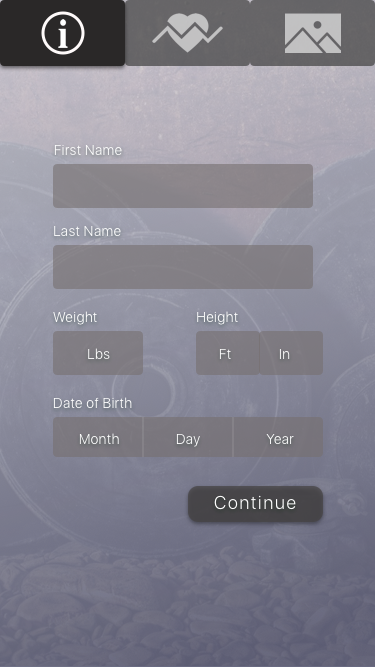 First Name
Last Name
Weight Height
Lbs Ft In
Date of Birth
Month Day Year
Continue